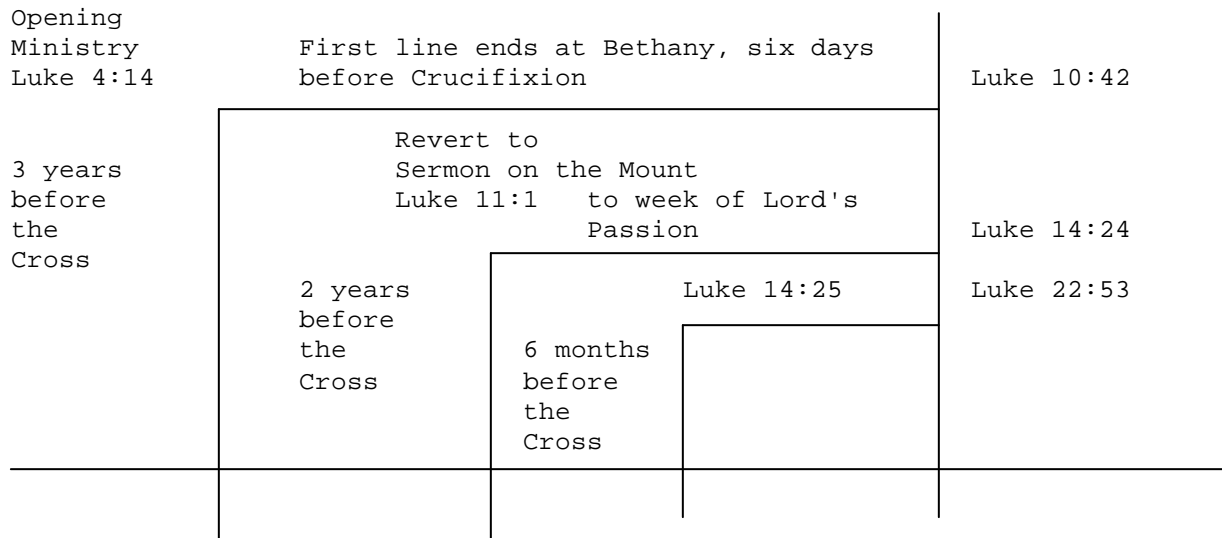 Opening
Ministry First line ends at Bethany, six days
Luke 4:14 before Crucifixion Luke 10:42
Revert to
3 years Sermon on the Mount
before Luke 11:1 to week of Lord's
the Passion Luke 14:24
Cross
2 years Luke 14:25 Luke 22:53
before
the 6 months
Cross before
the
Cross